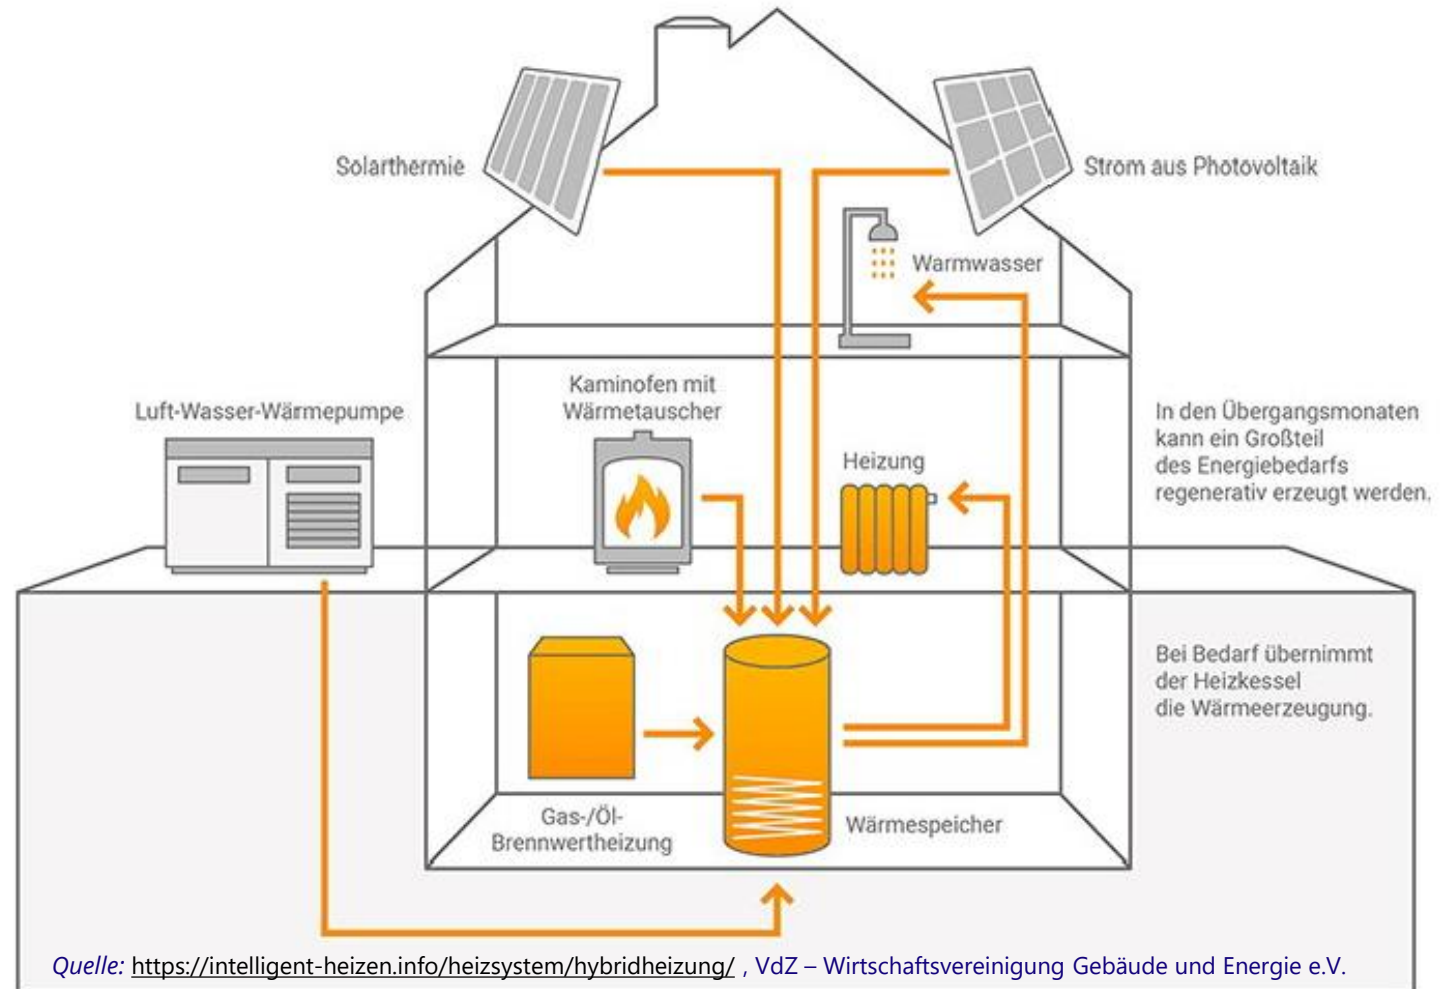 Solarthermie
Strom aus Photovoltaik
Warmwasser
Luft-Wasser-Wärmepumpe
Kaminofen mit
Wärmetauscher
Heizung
In den Übergangsmonaten
kann ein Großteil
des Energiebedarfs
regenerativ erzeugt werden.
Bei Bedarf übernimmt
der Heizkessel
die Wärmeerzeugung.
Gas-/Öl-
Brennwertheizung
Wärmespeicher
Quelle: https://intelligent-heizen.info/heizsystem/hybridheizung/ , VdZ – Wirtschaftsvereinigung Gebäude und Energie e.V.